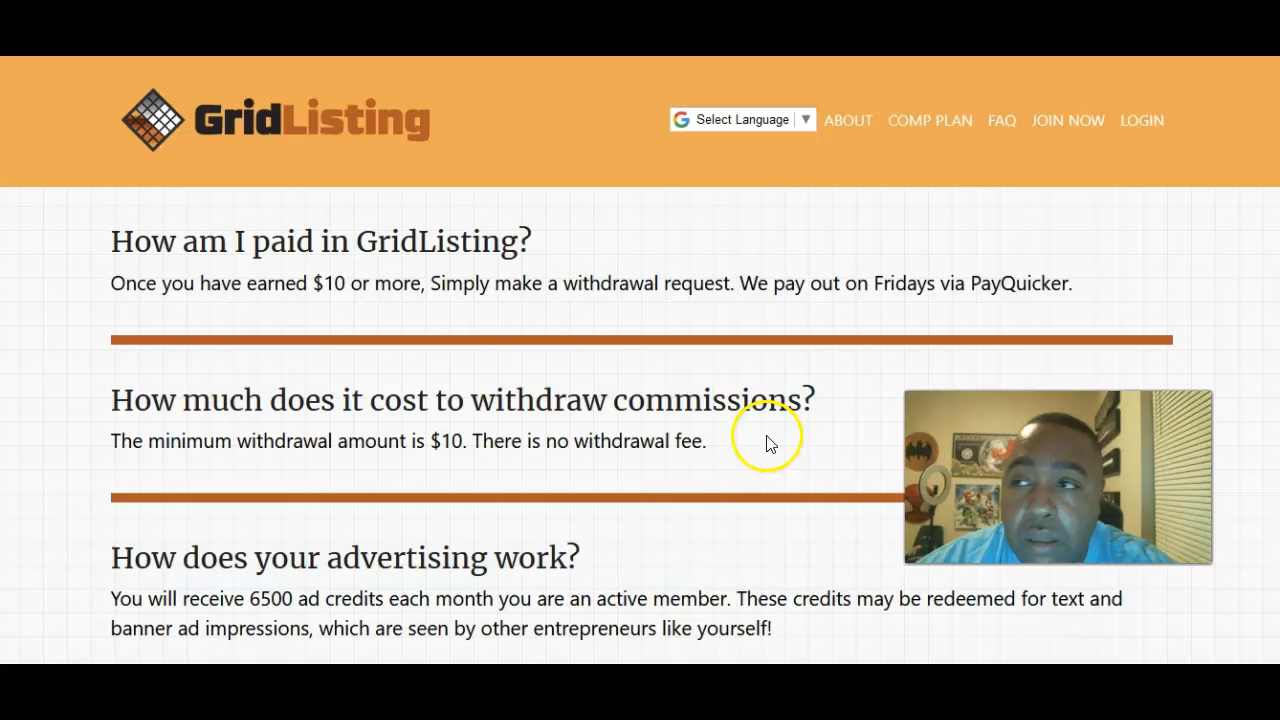 GridListing
Select Language ▼ ABOUT COMP PLAN FAQ JOIN NOW LOGIN
How am I paid in GridListing?
Once you have earned $10 or more, Simply make a withdrawal request. We pay out on Fridays via PayQuicker.
How much does it cost to withdraw commissions?
The minimum withdrawal amount is $10. There is no withdrawal fee.
How does your advertising work?
You will receive 6500 ad credits each month you are an active member. These credits may be redeemed for text and
banner ad impressions, which are seen by other entrepreneurs like yourself!